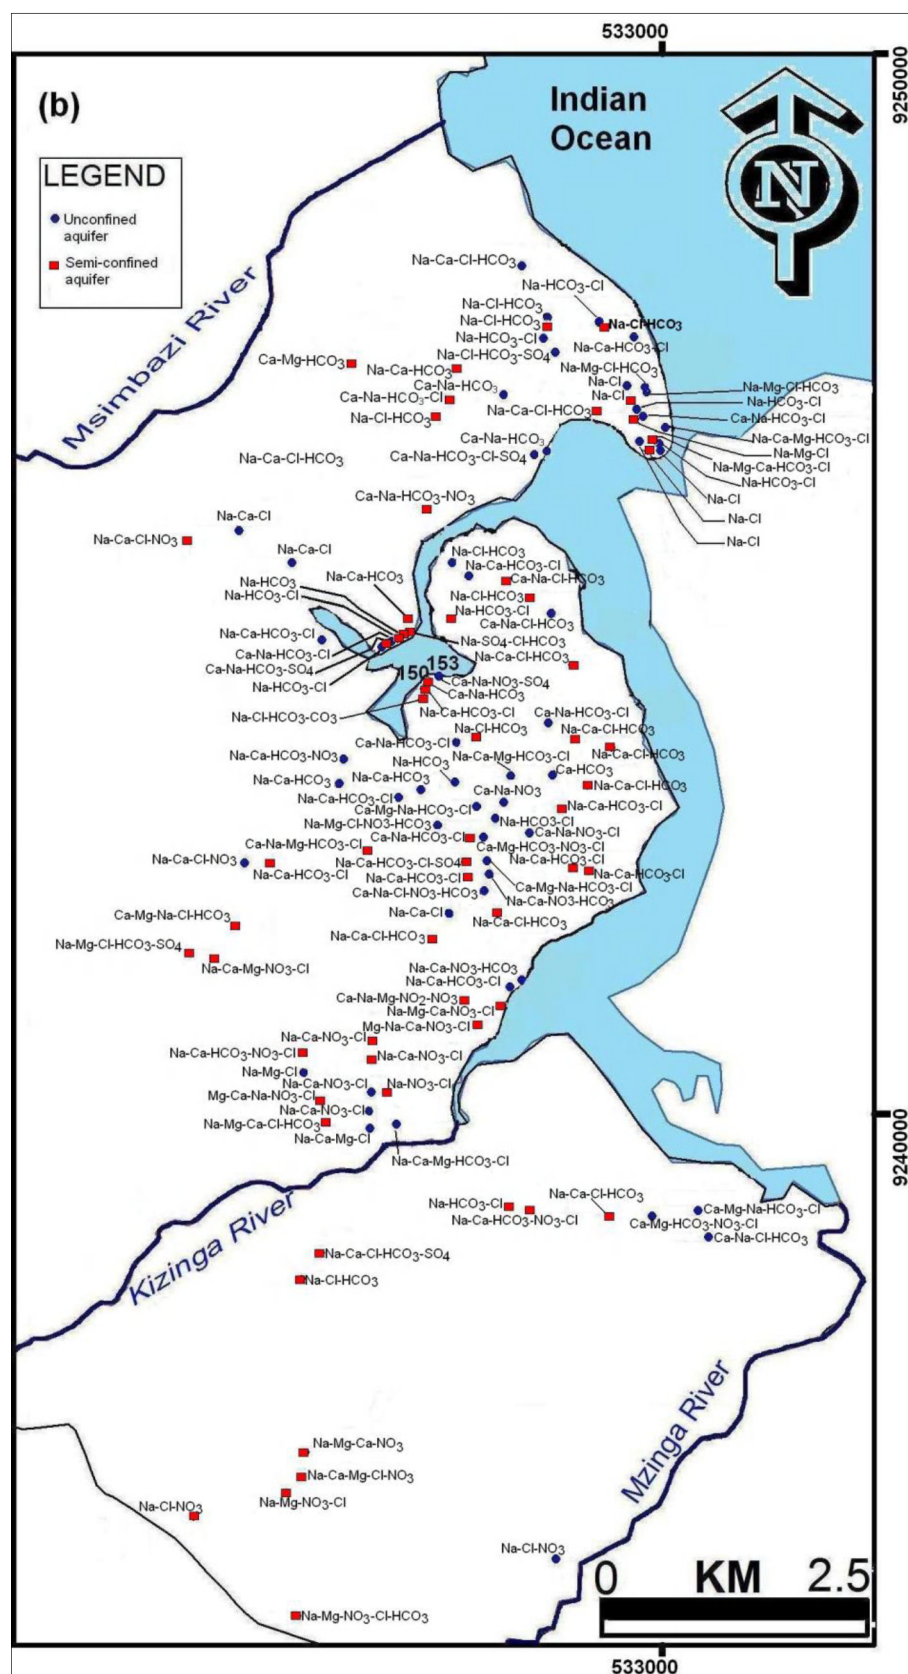 533000
9250000
(b)
Indian
Ocean
N
LEGEND
Unconfined
aquifer
Semi-confined
aquifer
Msimbazi River
Na-Ca-Cl-HCO3
Na-HCO3-Cl
Na-Cl-HCO3
Na-Cl-HCO3
Na-Cl-HCO3
Na-HCO3-Cl
Na-Ca-HCO3-Cl
Na-Cl-HCO3-SO4
Ca-Mg-HCO3
Na-Ca-HCO3
Na-Mg-Cl-HCO3
Ca-Na-HCO3
Na-Cl
Na-Mg-Cl-HCO3
Ca-Na-HCO3-Cl
Na-Cl
Na-HCO3-Cl
Na-Cl-HCO3
Na-Ca-Cl-HCO3
Ca-Na-HCO3-Cl
Ca-Na-HCO3
Na-Ca-Mg-HCO3-Cl
Ca-Na-HCO3-Cl-SO4
Na-Mg-Cl
Na-Ca-Cl-HCO3
Na-Mg-Ca-HCO3-Cl
Na-HCO3-Cl
Ca-Na-HCO3-NO3
Na-Cl
Na-Ca-Cl
Na-Cl
Na-Ca-Cl-NO3
Na-Cl
Na-Ca-Cl
Na-Cl-HCO3
Na-Ca-HCO3-Cl
Na-Ca-HCO3
Ca-Na-Cl-HCO3
Na-HCO3
Na-HCO3-Cl
Na-Cl-HCO3
Na-HCO3-Cl
Ca-Na-Cl-HCO3
Na-Ca-HCO3-Cl
Na-SO4-Cl-HCO3
Ca-Na-HCO3-Cl
Na-Ca-Cl-HCO3
Ca-Na-HCO3-SO4
153
150
Ca-Na-NO3-SO4
Na-HCO3-Cl
Ca-Na-HCO3
Na-Cl-HCO3-CO3
Na-Ca-HCO3-Cl
Ca-Na-HCO3-Cl
Na-Cl-HCO3
Na-Ca-Cl-HCO3
Ca-Na-HCO3-Cl
Na-Ca-Cl-HCO3
Na-Ca-HCO3-NO3
Na-HCO3
Na-Ca-Mg-HCO3-Cl
Ca-HCO3
Na-Ca-HCO3
Na-Ca-HCO3
Na-Ca-Cl-HCO3
Na-Ca-HCO3-Cl
Ca-Na-NO3
Ca-Mg-Na-HCO3-Cl
Na-Ca-HCO3-Cl
Na-Mg-Cl-NO3-HCO3
Na-HCO3-Cl
Ca-Na-HCO3-Cl
Ca-Na-NO3-Cl
Ca-Na-Mg-HCO3-Cl
Ca-Mg-HCO3-NO3-Cl
Na-Ca-Cl-NO3
Na-Ca-HCO3-Cl-SO4
Na-Ca-HCO3-Cl
Na-Ca-HCO3-Cl
Na-Ca-HCO3-Cl
Na-Ca-HCO3-Cl
Ca-Na-Cl-NO3-HCO3
Ca-Mg-Na-HCO3-Cl
Na-Ca-NO3-HCO3
Na-Ca-Cl
Ca-Mg-Na-Cl-HCO3
Na-Ca-Cl-HCO3
Na-Ca-Cl-HCO3
Na-Mg-Cl-HCO3-SO4
Na-Ca-Mg-NO3-Cl
Na-Ca-NO3-HCO3
Na-Ca-HCO3-Cl
Ca-Na-Mg-NO2-NO3
Na-Mg-Ca-NO3-Cl
Mg-Na-Ca-NO3-Cl
Na-Ca-NO3-Cl
Na-Ca-HCO3-NO3-Cl
Na-Ca-NO3-Cl
Na-Mg-Cl
Na-Ca-NO3-Cl
Na-NO3-Cl
Mg-Ca-Na-NO3-Cl
Na-Ca-NO3-Cl
Na-Mg-Ca-Cl-HCO3
Na-Ca-Mg-Cl
9240000
Na-Ca-Mg-HCO3-Cl
Na-Ca-Cl-HCO3
Na-HCO3-Cl
Na-Ca-HCO3-NO3-Cl
Ca-Mg-Na-HCO3-Cl
Ca-Mg-HCO3-NO3-Cl
Ca-Na-Cl-HCO3
Kizinga River
Na-Ca-Cl-HCO3-SO4
Na-Cl-HCO3
Mzinga River
Na-Mg-Ca-NO3
Na-Ca-Mg-Cl-NO3
Na-Mg-NO3-Cl
Na-Cl-NO3
Na-Cl-NO3
0 KM 2.5
Na-Mg-NO3-Cl-HCO3
533000